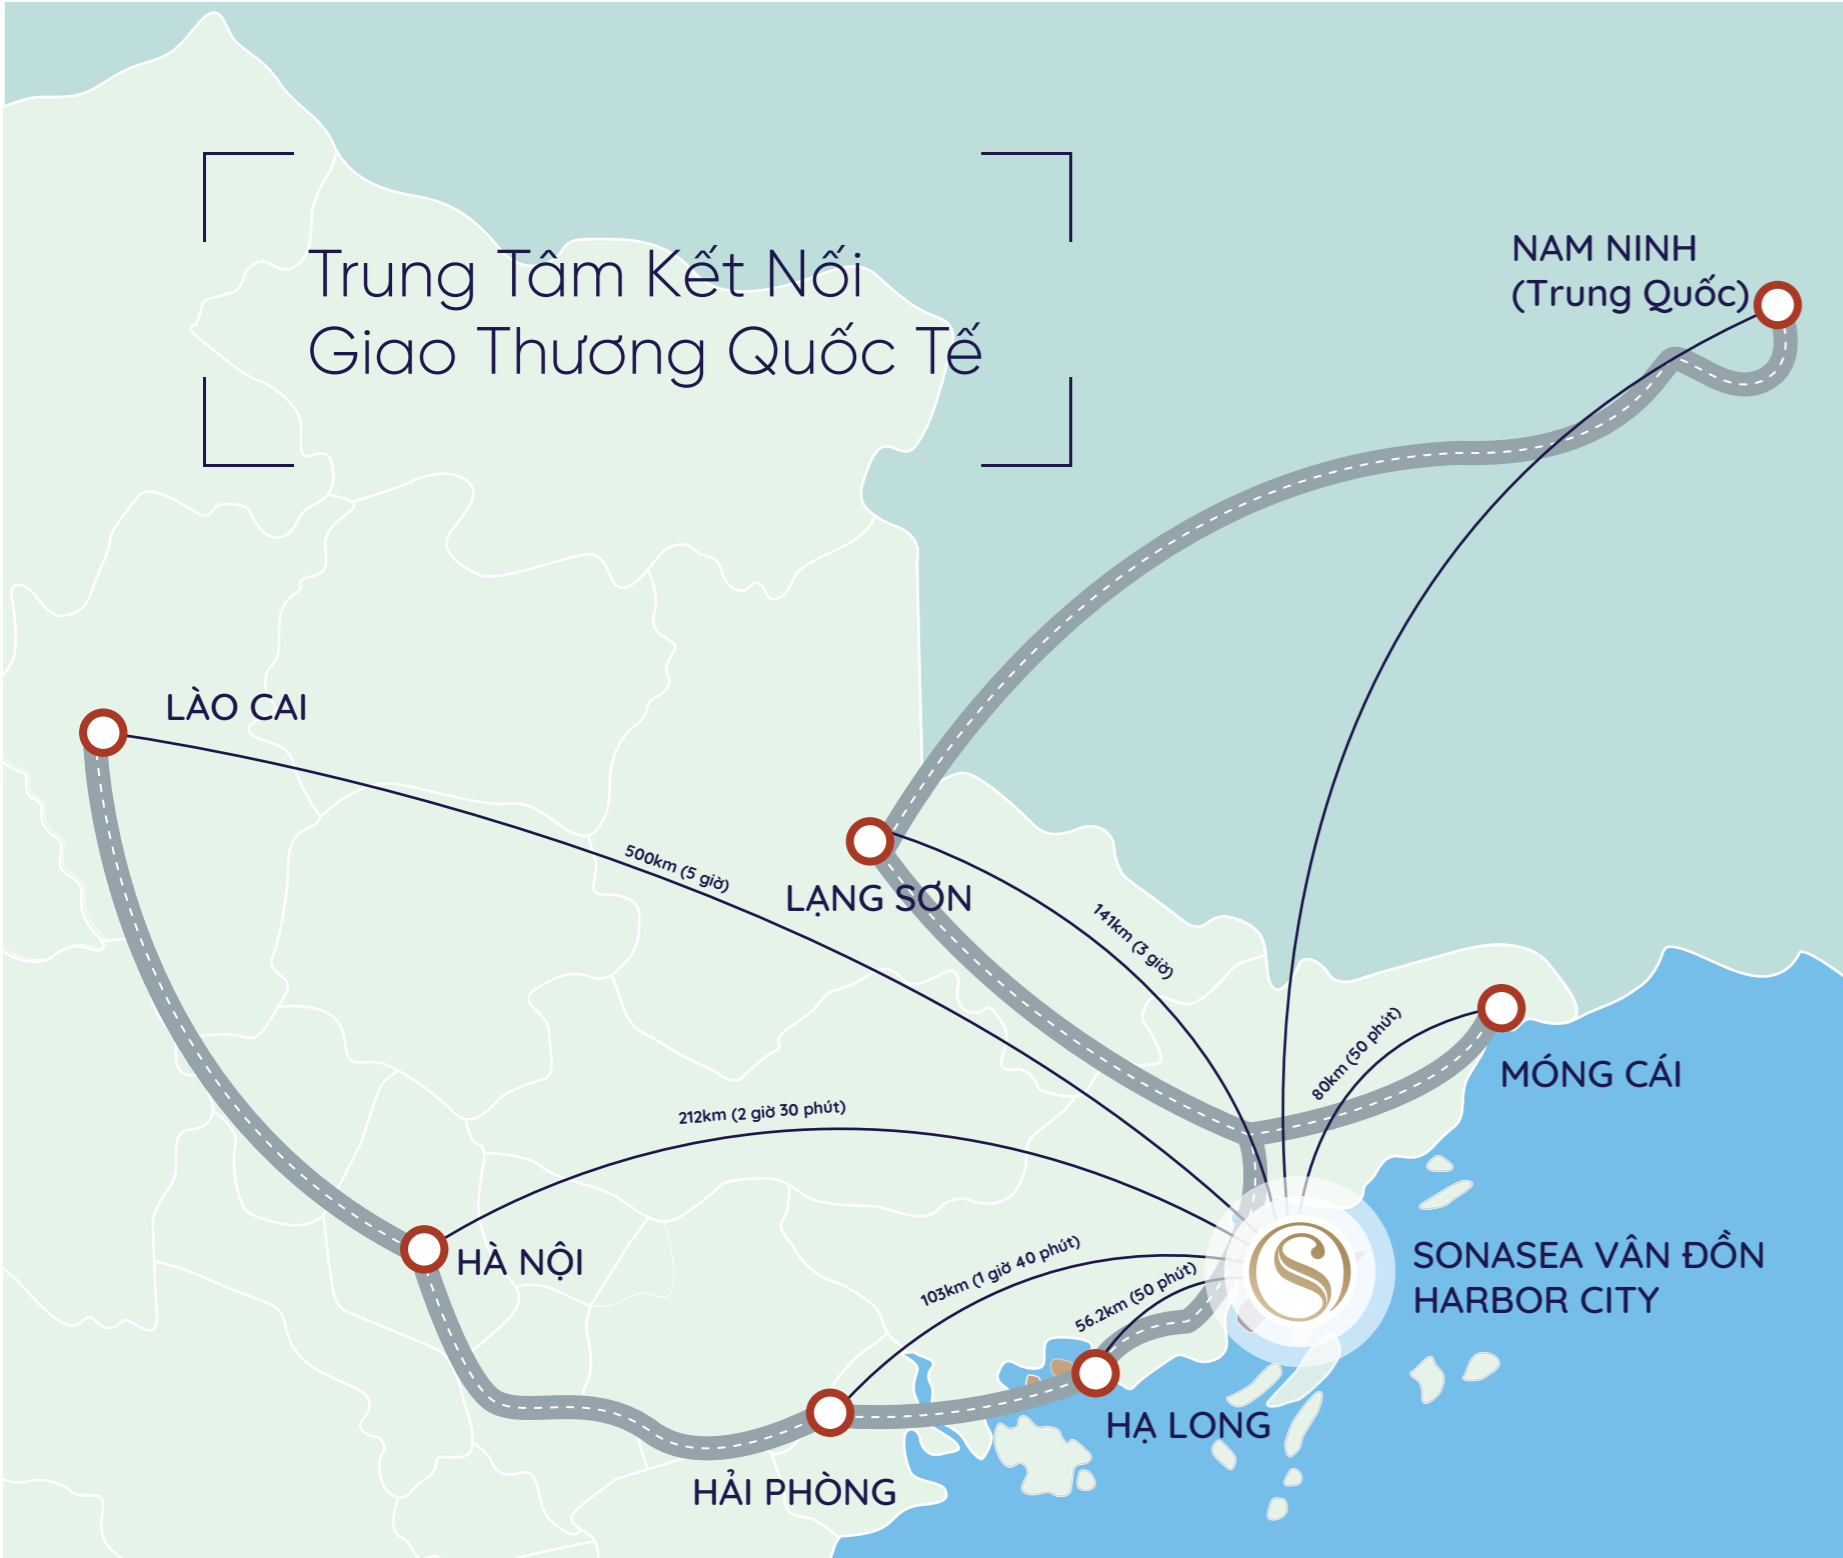 Trung Tâm Kết Nối
Giao Thương Quốc Tế
NAM NINH
(Trung Quốc)
LÀO CAI
500km (5 giờ)
LẠNG SƠN
141km (3 giờ)
80km (50 phút)
MÓNG CÁI
212km (2 giờ 30 phút)
HÀ NỘI
103km (1 giờ 40 phút)
56.2km (50 phút)
SONASEA VÂN ĐỒN
HARBOR CITY
HẠ LONG
HẢI PHÒNG